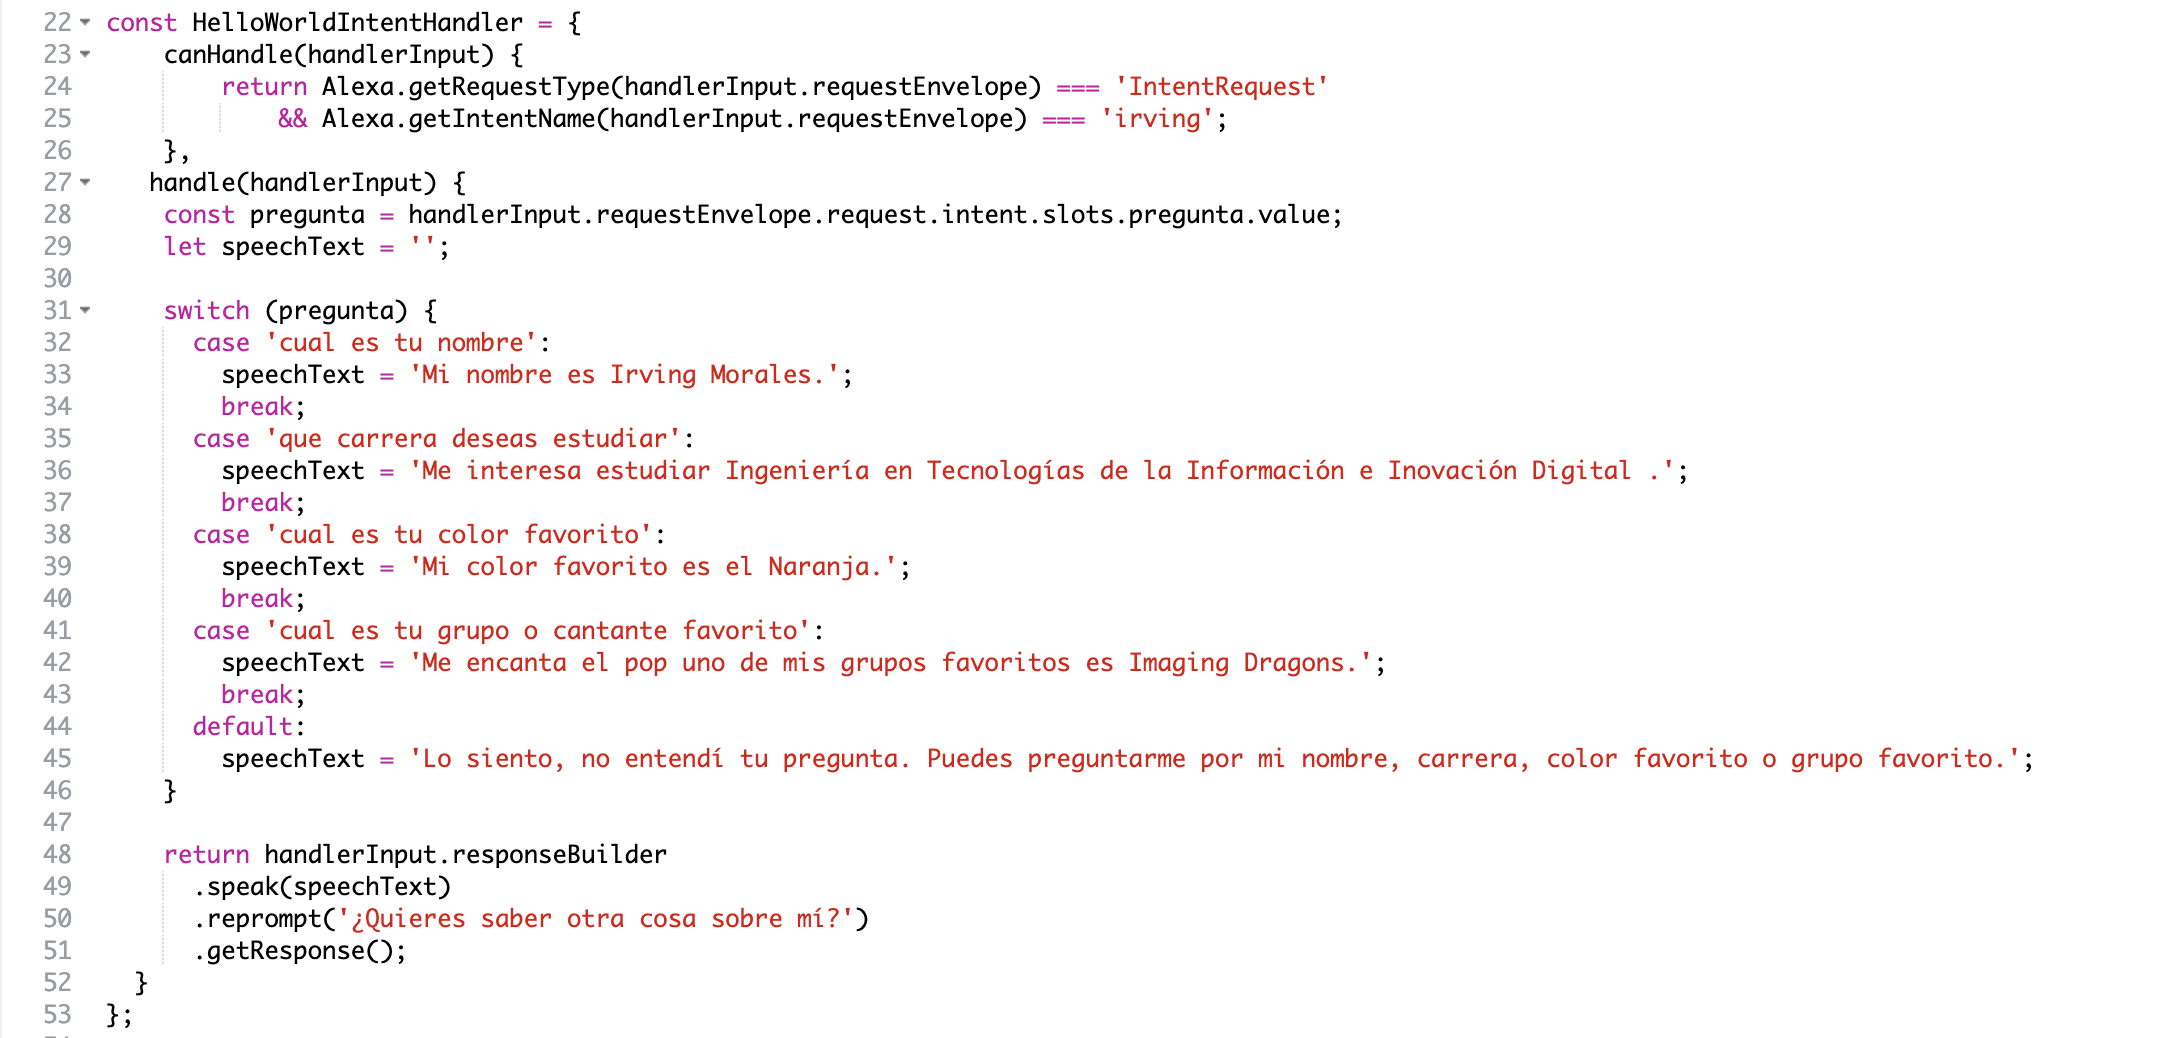 22 const HelloWorldIntentHandler = {
23     canHandle(handlerInput) {
24         return Alexa.getRequestType(handlerInput.requestEnvelope) === 'IntentRequest'
25             && Alexa.getIntentName(handlerInput.requestEnvelope) === 'irving';
26     },
27    handle(handlerInput) {
28     const pregunta = handlerInput.requestEnvelope.request.intent.slots.pregunta.value;
29     let speechText = '';
30
31     switch (pregunta) {
32       case 'cual es tu nombre':
33         speechText = 'Mi nombre es Irving Morales.';
34         break;
35       case 'que carrera deseas estudiar':
36         speechText = 'Me interesa estudiar Ingeniería en Tecnologías de la Información e Inovación Digital .';
37         break;
38       case 'cual es tu color favorito':
39         speechText = 'Mi color favorito es el Naranja.';
40         break;
41       case 'cual es tu grupo o cantante favorito':
42         speechText = 'Me encanta el pop uno de mis grupos favoritos es Imaging Dragons.';
43         break;
44       default:
45         speechText = 'Lo siento, no entendí tu pregunta. Puedes preguntarme por mi nombre, carrera, color favorito o grupo favorito.';
46     }
47
48     return handlerInput.responseBuilder
49       .speak(speechText)
50       .reprompt('¿Quieres saber otra cosa sobre mí?')
51       .getResponse();
52   }
53 };